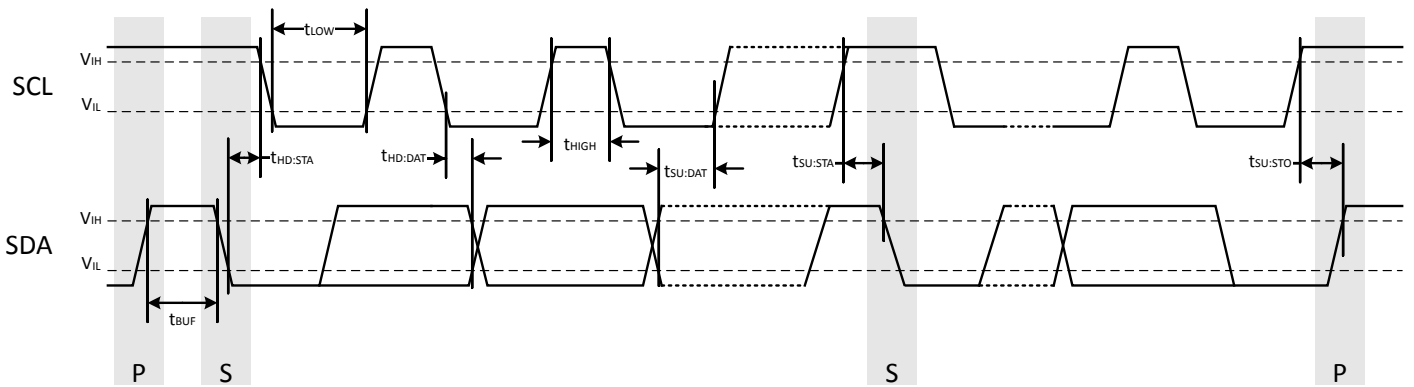 tLOW
VIH
SCL
VIL
tHD:STA
tHD:DAT
tHIGH
tSU:DAT
tSU:STA
tSU:STO
VIH
SDA
VIL
tBUF
P
S
S
P